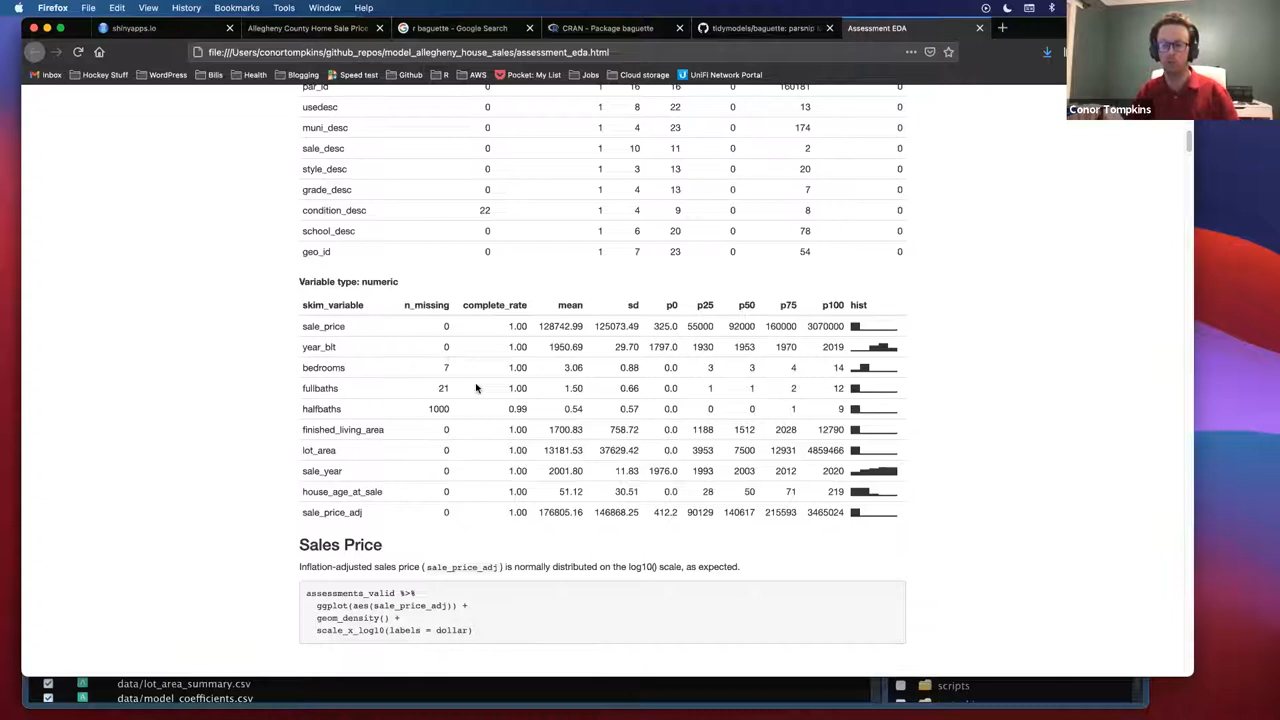 Firefox File Edit View History Bookmarks Tools Window Help
shinyapps.io
Allegheny County Home Sale Price
r baguette - Google Search
CRAN - Package baguette
tidymodels/baguette: parsnip
Assessment EDA
file:///Users/conortompkins/github_repos/model_allegheny_house_sales/assessment_eda.html
Inbox Hockey Stuff WordPress Bills Health Blogging Speed test Github R AWS Pocket: My List Jobs Cloud storage UniFi Network Portal
Conor Tompkins
par_id 0 1 16 16 0 160181 0
usedesc 0 1 8 22 0 13 0
muni_desc 0 1 4 23 0 174 0
sale_desc 0 1 10 11 0 2 0
style_desc 0 1 3 13 0 20 0
grade_desc 0 1 4 13 0 7 0
condition_desc 22 1 4 9 0 8 0
school_desc 0 1 6 20 0 78 0
geo_id 0 1 7 23 0 54 0
Variable type: numeric
skim_variable n_missing complete_rate mean sd p0 p25 p50 p75 p100 hist
sale_price 0 1.00 128742.99 125073.49 325.0 55000 92000 160000 3070000
year_blt 0 1.00 1950.69 29.70 1797.0 1930 1953 1970 2019
bedrooms 7 1.00 3.06 0.88 0.0 3 3 4 14
fullbaths 21 1.00 1.50 0.66 0.0 1 1 2 12
halfbaths 1000 0.99 0.54 0.57 0.0 0 0 1 9
finished_living_area 0 1.00 1700.83 758.72 0.0 1188 1512 2028 12790
lot_area 0 1.00 13181.53 37629.42 0.0 3953 7500 12931 4859466
sale_year 0 1.00 2001.80 11.83 1976.0 1993 2003 2012 2020
house_age_at_sale 0 1.00 51.12 30.51 0.0 28 50 71 219
sale_price_adj 0 1.00 176805.16 146868.25 412.2 90129 140617 215593 3465024
Sales Price
Inflation-adjusted sales price ( sale_price_adj ) is normally distributed on the log10() scale, as expected.
assessments_valid %>%
ggplot(aes(sale_price_adj)) +
geom_density() +
scale_x_log10(labels = dollar)
data/lot_area_summary.csv
data/model_coefficients.csv
scripts